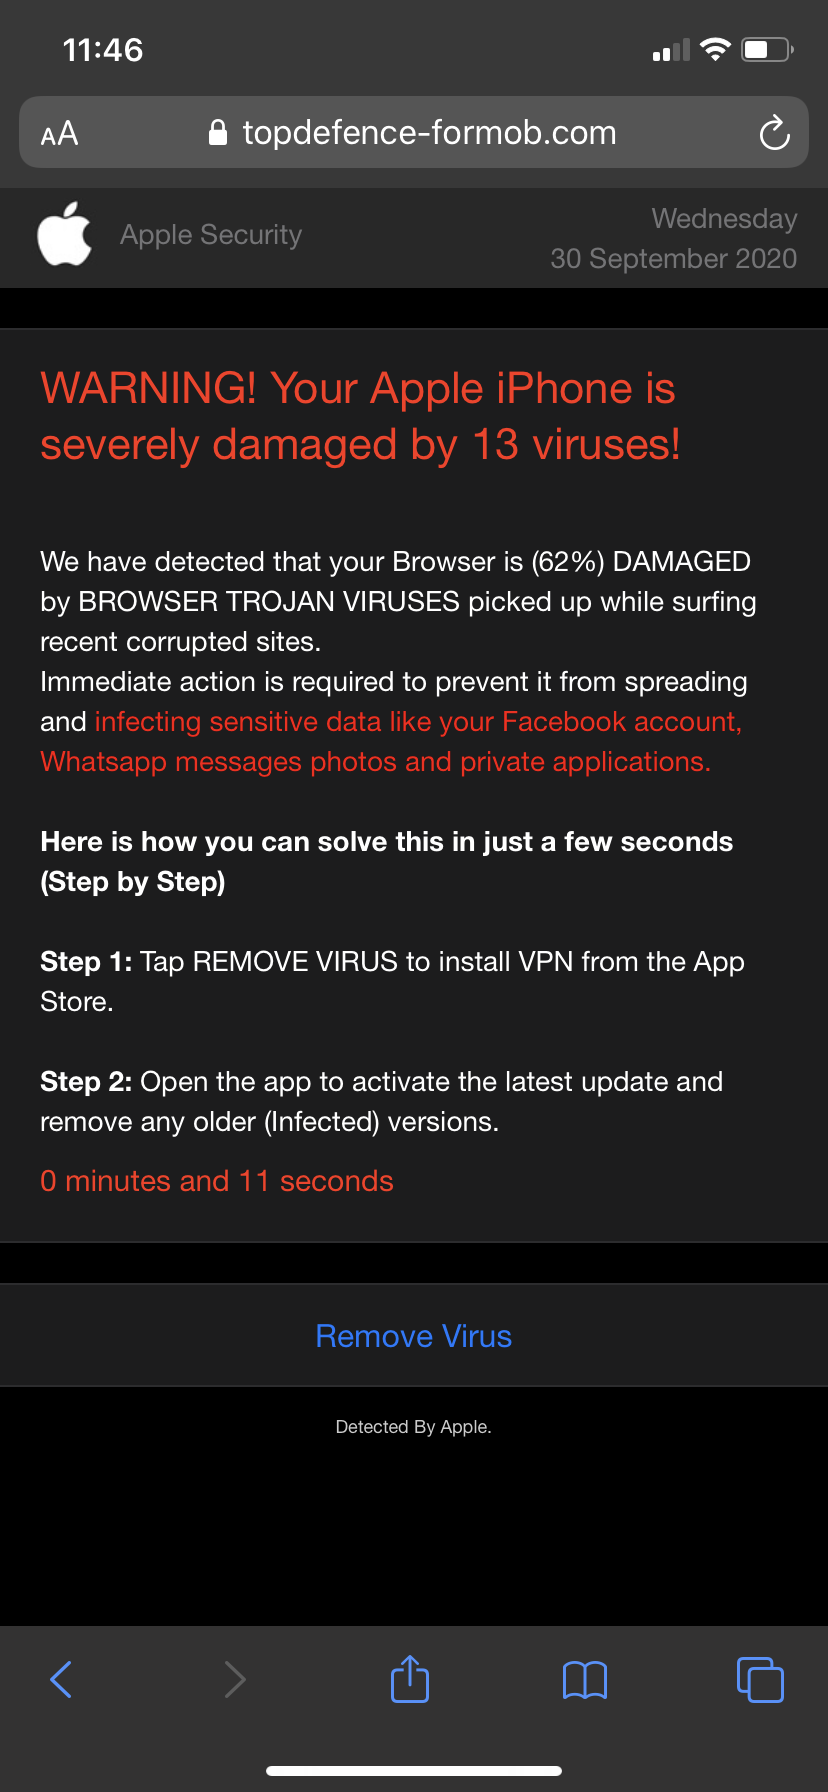 11:46
AA topdefence-formob.com
Apple Security
Wednesday
30 September 2020
WARNING! Your Apple iPhone is
severely damaged by 13 viruses!
We have detected that your Browser is (62%) DAMAGED
by BROWSER TROJAN VIRUSES picked up while surfing
recent corrupted sites.
Immediate action is required to prevent it from spreading
and infecting sensitive data like your Facebook account,
Whatsapp messages photos and private applications.
Here is how you can solve this in just a few seconds
(Step by Step)
Step 1: Tap REMOVE VIRUS to install VPN from the App
Store.
Step 2: Open the app to activate the latest update and
remove any older (Infected) versions.
0 minutes and 11 seconds
Remove Virus
Detected By Apple.